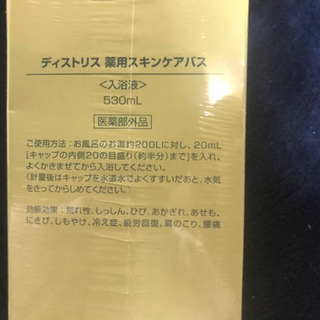 ディストリス 薬用スキンケアバス
<入浴液>
530mL
医薬部外品
ご使用方法：お風呂のお湯約200Lに対し、20mL
[キャップの内側20の目盛り(約半分)まで]を入れ、
よくかきまぜてから入浴してください。
(計量後はキャップを水道水でよくすすいだあと、水気
をきってからしめてください。)
効能効果：荒れ性、しっしん、ひび、あかぎれ、あせも、
にきび、しもやけ、冷え症、疲労回復、肩のこり、腰痛